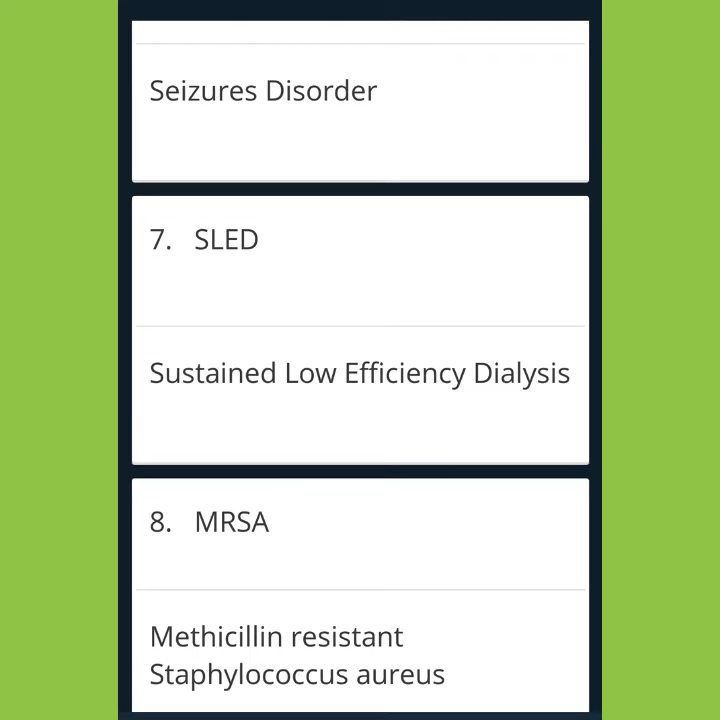 Seizures Disorder
7. SLED
Sustained Low Efficiency Dialysis
8. MRSA
Methicillin resistant
Staphylococcus aureus